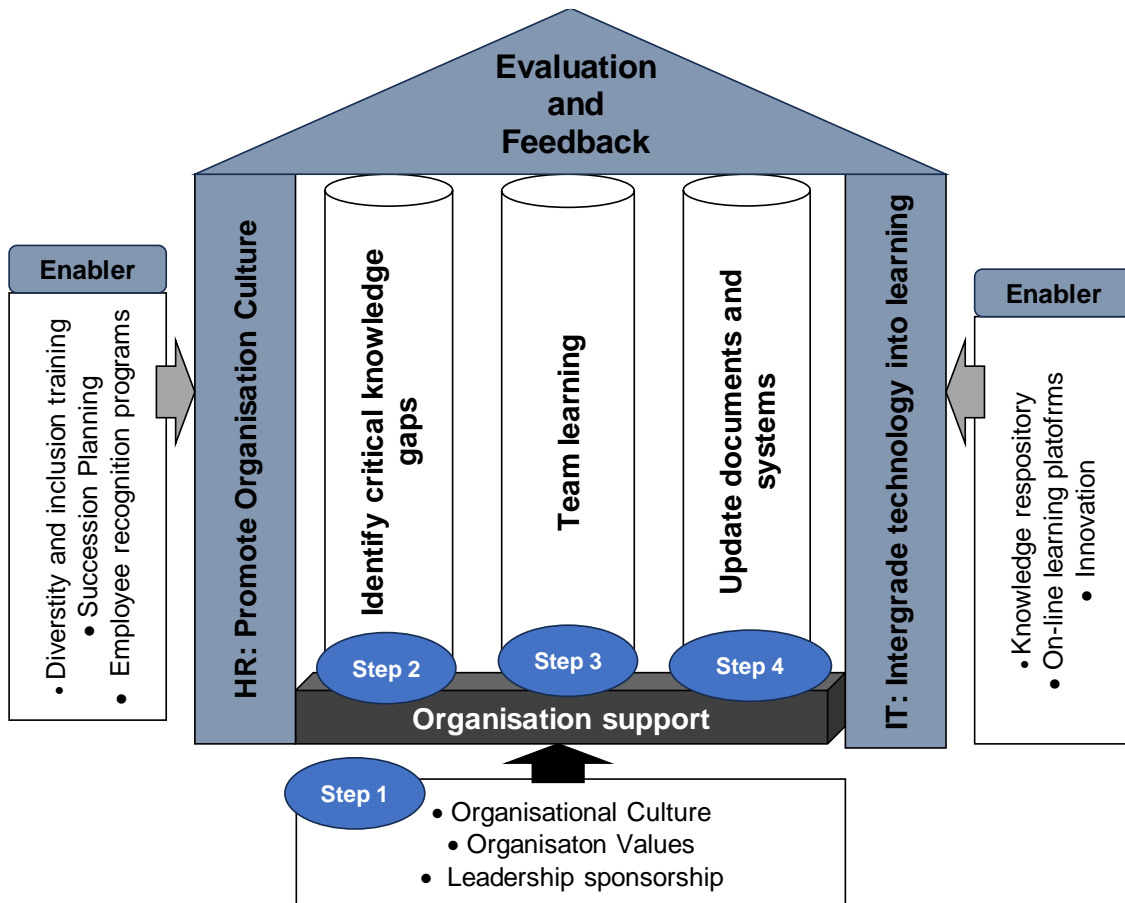 Evaluation
and
Feedback
Enabler
• Diverstity and inclusion training
• Succession Planning
• Employee recognition programs
HR: Promote Organisation Culture
Identify critical knowledge
gaps
Team learning
Update documents and
systems
IT: Intergrade technology into learning
Enabler
• Knowledge respository
• On-line learning platofrms
• Innovation
Step 2
Step 3
Step 4
Organisation support
Step 1
• Organisational Culture
• Organisaton Values
• Leadership sponsorship